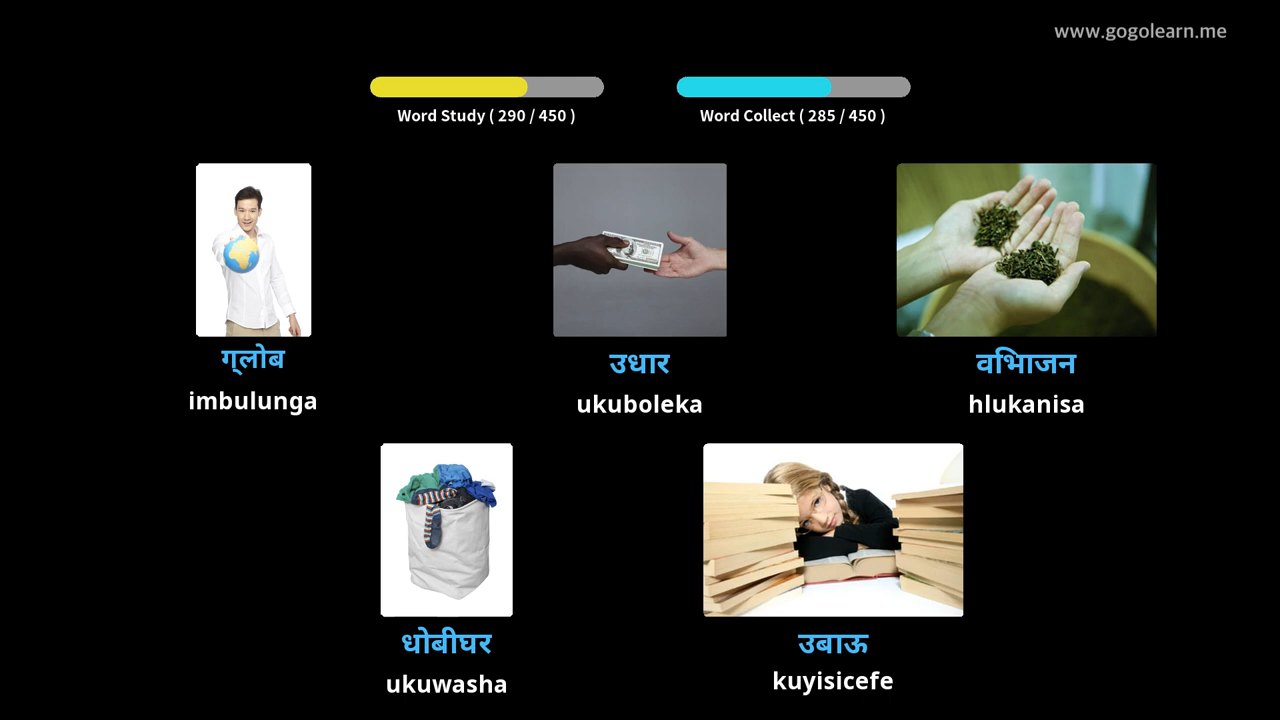 www.gogolearn.me
Word Study ( 290 / 450 )
Word Collect ( 285 / 450 )
ग्लोब
उधार
वभिाजन
imbulunga
ukuboleka
hlukanisa
धोबीघर
उबाऊ
ukuwasha
kuyisicefe